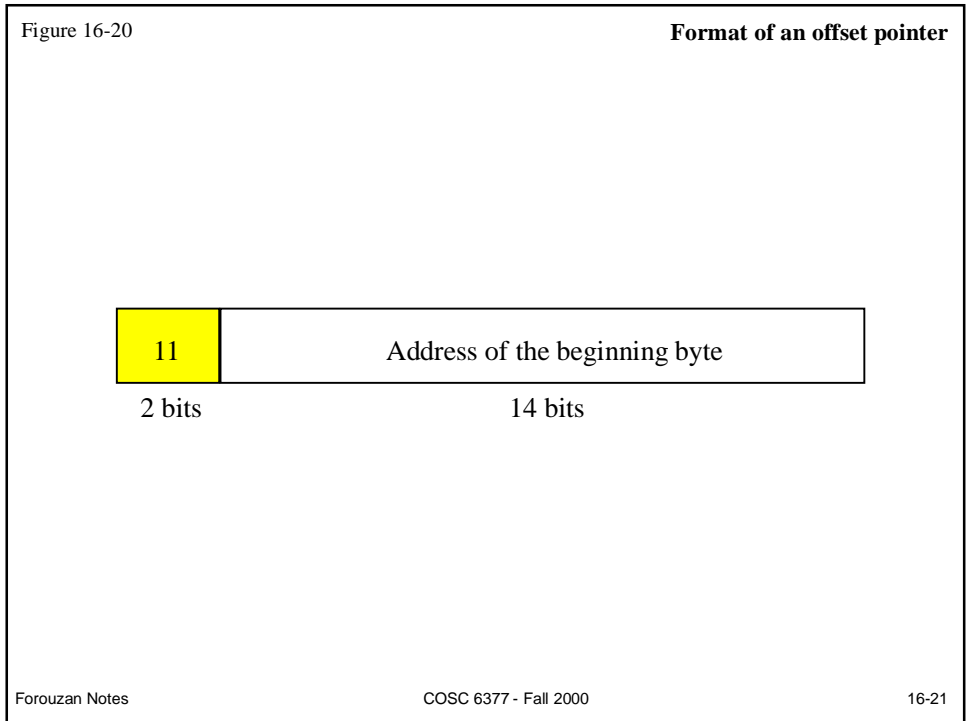 Figure 16-20
Format of an offset pointer
11
Address of the beginning byte
2 bits
14 bits
Forouzan Notes
COSC 6377 - Fall 2000
16-21